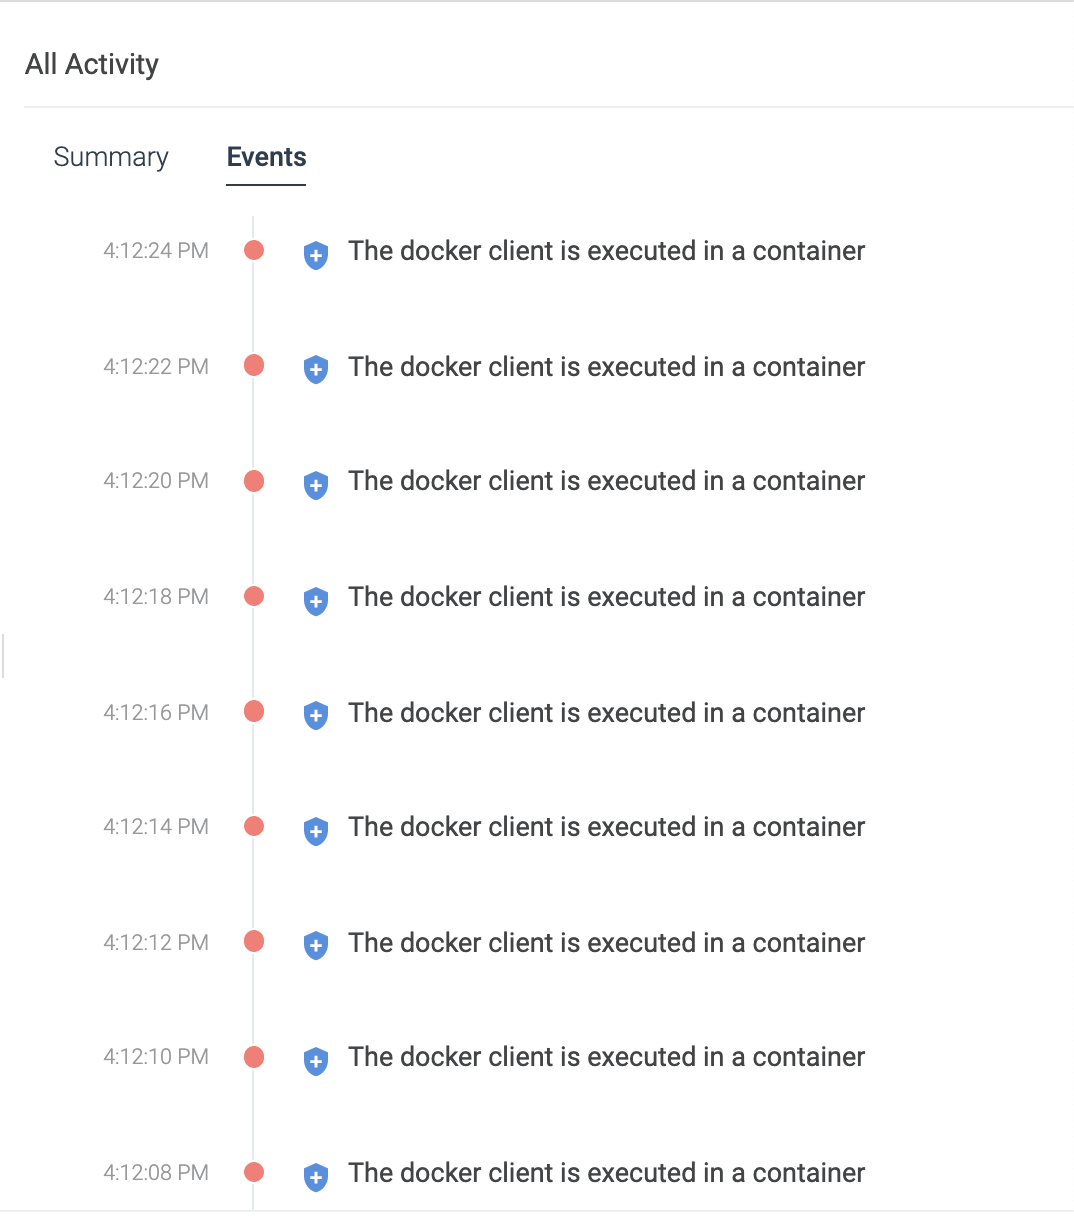 All Activity
Summary Events
4:12:24 PM The docker client is executed in a container
4:12:22 PM The docker client is executed in a container
4:12:20 PM The docker client is executed in a container
4:12:18 PM The docker client is executed in a container
4:12:16 PM The docker client is executed in a container
4:12:14 PM The docker client is executed in a container
4:12:12 PM The docker client is executed in a container
4:12:10 PM The docker client is executed in a container
4:12:08 PM The docker client is executed in a container